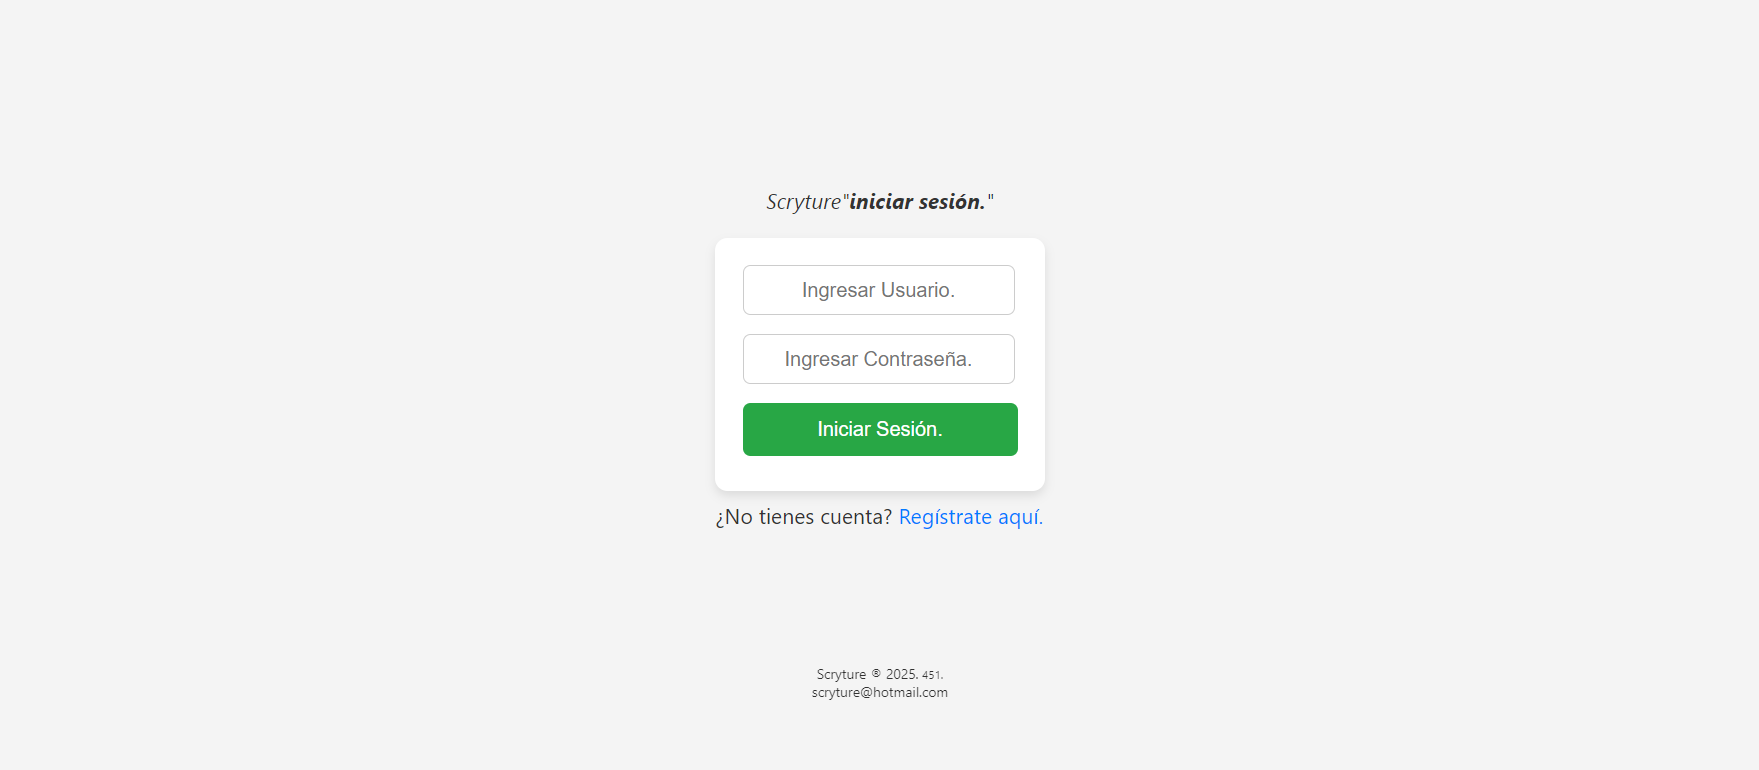 Scryture"iniciar sesión."
Ingresar Usuario.
Ingresar Contraseña.
Iniciar Sesión.
¿No tienes cuenta? Regístrate aquí.
Scryture ® 2025. 451.
scryture@hotmail.com